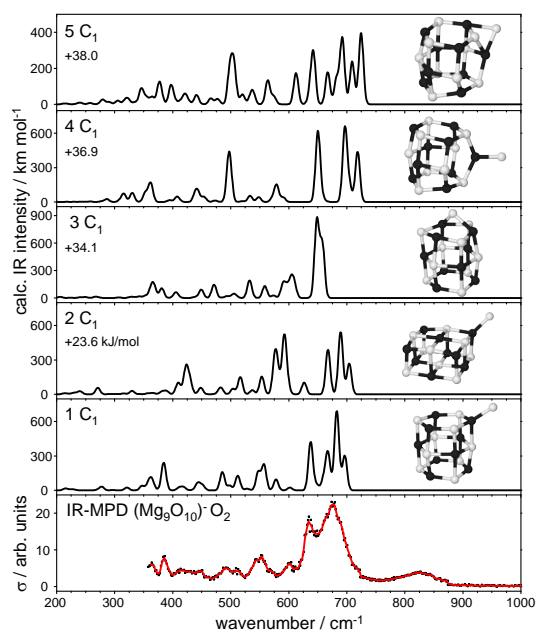 calc. IR intensity / km mol⁻¹
5 C₁
+38.0
400
200
0
4 C₁
+36.9
600
300
0
3 C₁
+34.1
900
600
300
0
2 C₁
+23.6 kJ/mol
600
300
0
1 C₁
600
300
0
IR-MPD (Mg₉O₁₀)⁻O₂
σ / arb. units
20
10
0
200 300 400 500 600 700 800 900 1000
wavenumber / cm⁻¹